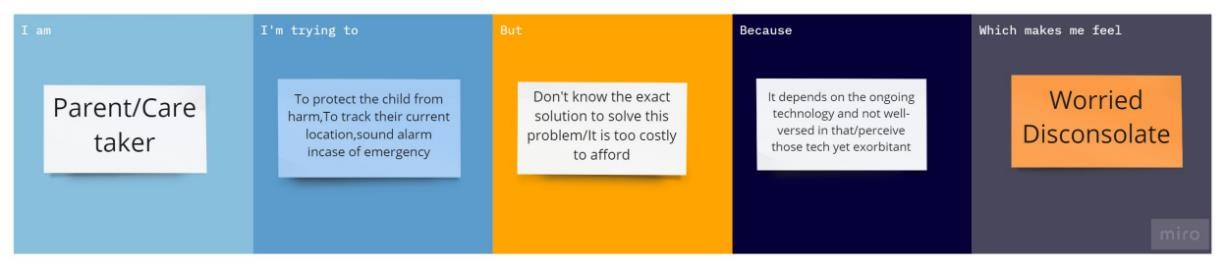 I am
Parent/Care
taker
I'm trying to
To protect the child from
harm,To track their current
location,sound alarm
incase of emergency
But
Don't know the exact
solution to solve this
problem/It is too costly
to afford
Because
It depends on the ongoing
technology and not well-
versed in that/perceive
those tech yet exorbitant
Which makes me feel
Worried
Disconsolate
miro